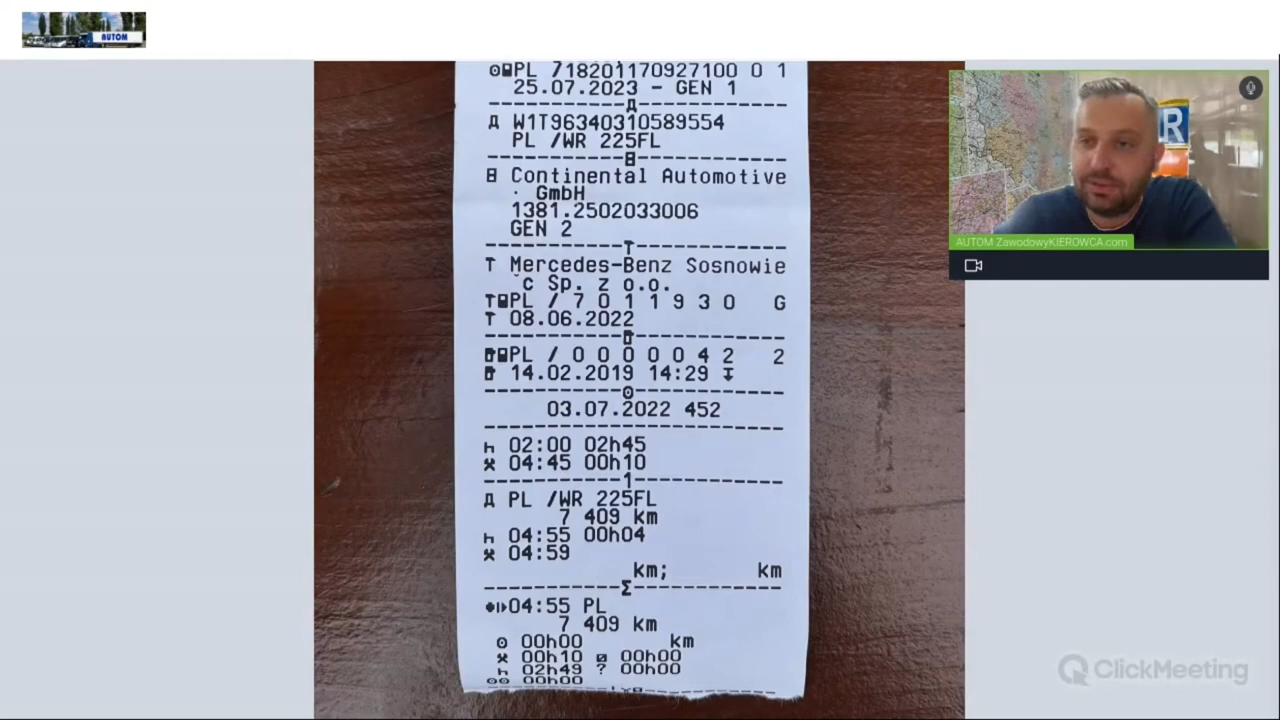 AUTOM
PL 718201170927100 0 1
25.07.2023 - GEN 1
W1T96340310589554
PL /WR 225FL
Continental Automotive
GmbH
1381.2502033006
GEN 2
T
T Mercedes-Benz Sosnowie
c Sp. z o.o.
T PL / 7 0 1 1 9 3 0 G
T 08.06.2022
PL / 0 0 0 0 0 4 2 2
14.02.2019 14:29
03.07.2022 452
02:00 02h45
04:45 00h10
1
PL /WR 225FL
7 409 km
04:55 00h04
04:59
km; km
Σ
04:55 PL
7 409 km
00h00 km
00h10 00h00
02h49 ? 00h00
00h00
R
AUTOM ZawodowyKIEROWCA.com
ClickMeeting